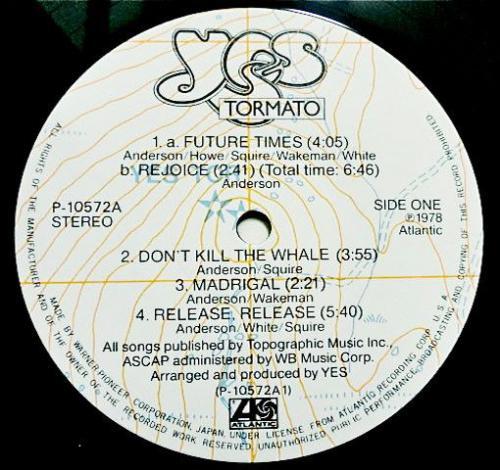 YES
TORMATO
1. a. FUTURE TIMES (4:05)
Anderson/Howe/Squire/Wakeman/White
b. REJOICE (2:41) (Total time: 6:46)
Anderson
YES TOR
P-10572A
STEREO
SIDE ONE
℗1978
Atlantic
2. DON'T KILL THE WHALE (3:55)
Anderson/Squire
3. MADRIGAL (2:21)
Anderson/Wakeman
4. RELEASE, RELEASE (5:40)
Anderson/White/Squire
All songs published by Topographic Music Inc.,
ASCAP administered by WB Music Corp.
Arranged and produced by YES
(P-10572A1)
ATLANTIC
MADE BY WARNER-PIONEER CORPORATION, JAPAN, UNDER LICENSE FROM ATLANTIC RECORDING CORP. U.S.A.
ALL RIGHTS OF THE RECORD MANUFACTURER AND OF THE OWNER OF THE RECORDED WORK RESERVED. UNAUTHORIZED PUBLIC PERFORMANCE, BROADCASTING AND COPYING OF THIS RECORD PROHIBITED